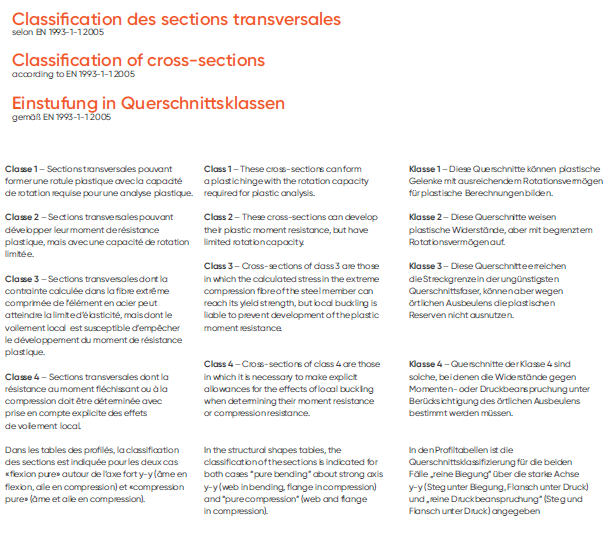 Classification des sections transversales
selon EN 1993-1-1 2005
Classification of cross-sections
according to EN 1993-1-1 2005
Einstufung in Querschnittsklassen
gemäß EN 1993-1-1 2005
Classe 1 – Sections transversales pouvant
former une rotule plastique avec la capacité
de rotation requise pour une analyse plastique.
Classe 2 – Sections transversales pouvant
développer leur moment de résistance
plastique, mais avec une capacité de rotation
limitée.
Classe 3 – Sections transversales dont la
contrainte calculée dans la fibre extrême
comprimée de l'élément en acier peut
atteindre la limite d'élasticité, mais dont le
voilement local est susceptible d'empêcher
le développement du moment de résistance
plastique.
Classe 4 – Sections transversales dont la
résistance au moment fléchissant ou à la
compression doit être déterminée avec
prise en compte explicite des effets
de voilement local.
Dans les tables des profilés, la classification
des sections est indiquée pour les deux cas
«flexion pure» autour de l'axe fort y-y (âme en
flexion, aile en compression) et «compression
pure» (âme et aile en compression).
Class 1 – These cross-sections can form
a plastic hinge with the rotation capacity
required for plastic analysis.
Class 2 – These cross-sections can develop
their plastic moment resistance, but have
limited rotation capacity.
Class 3 – Cross-sections of class 3 are those
in which the calculated stress in the extreme
compression fibre of the steel member can
reach its yield strength, but local buckling is
liable to prevent development of the plastic
moment resistance.
Class 4 – Cross-sections of class 4 are those
in which it is necessary to make explicit
allowances for the effects of local buckling
when determining their moment resistance
or compression resistance.
In the structural shapes tables, the
classification of the sections is indicated for
both cases "pure bending" about strong axis
y-y (web in bending, flange in compression)
and "pure compression" (web and flange
in compression).
Klasse 1 – Diese Querschnitte können plastische
Gelenke mit ausreichendem Rotationsvermögen
für plastische Berechnungen bilden.
Klasse 2 – Diese Querschnitte weisen
plastische Widerstände, aber mit begrenztem
Rotationsvermögen auf.
Klasse 3 – Diese Querschnitte erreichen
die Streckgrenze in der ungünstigsten
Querschnittsfaser, können aber wegen
örtlichen Ausbeulens die plastischen
Reserven nicht ausnutzen.
Klasse 4 – Querschnitte der Klasse 4 sind
solche, bei denen die Widerstände gegen
Momenten- oder Druckbeanspruchung unter
Berüdsichtigung des örtlichen Ausbeulens
bestimmt werden müssen.
In den Profiltabellen ist die
Querschnittsklassifizierung für die beiden
Fälle „reine Biegung" über die starke Achse
y-y (Steg unter Biegung, Flansch unter Druck)
und „reine Druckbeanspruchung" (Steg und
Flansch unter Druck) angegeben